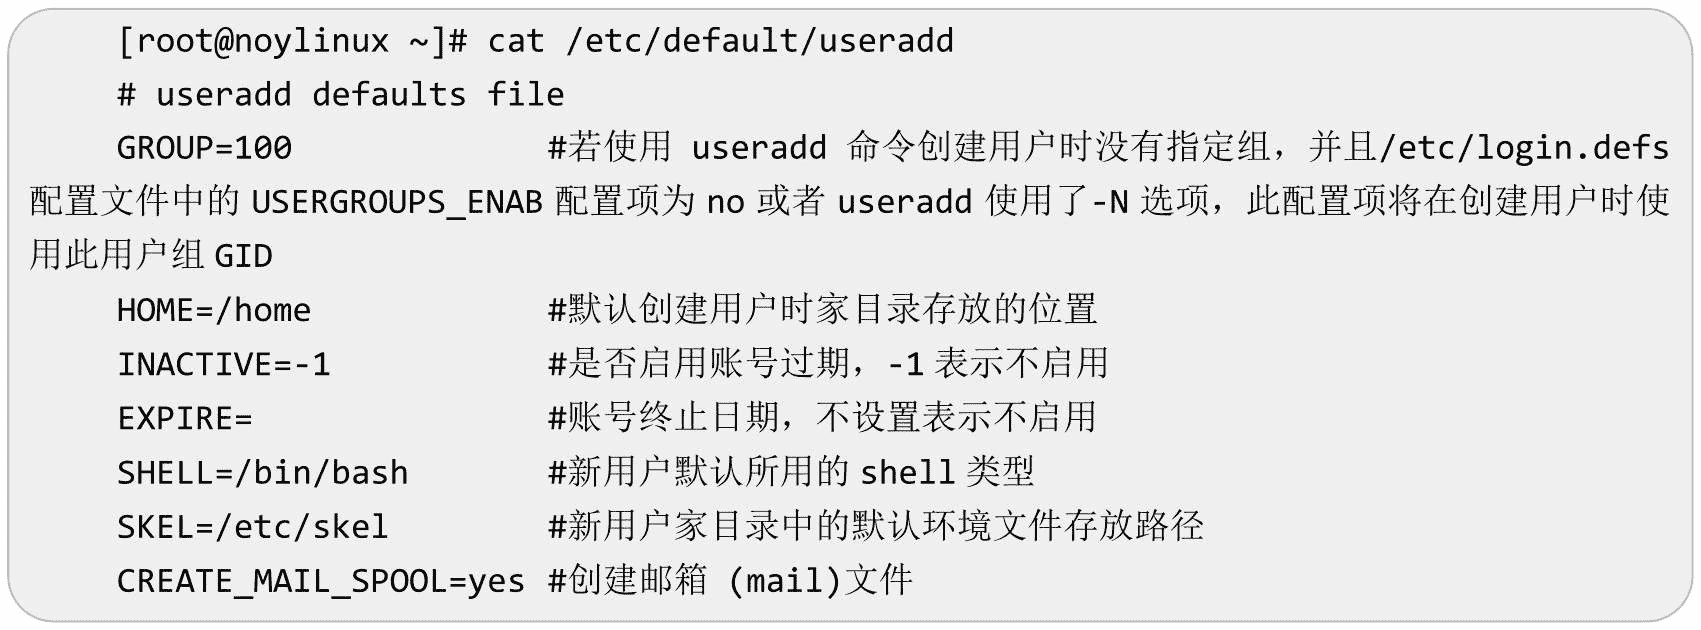 [root@noylinux ~]# cat /etc/default/useradd
# useradd defaults file
GROUP=100 #若使用 useradd 命令创建用户时没有指定组，并且/etc/login.defs
配置文件中的 USERGROUPS_ENAB 配置项为 no 或者 useradd 使用了-N 选项，此配置项将在创建用户时使
用此用户组 GID
HOME=/home #默认创建用户时家目录存放的位置
INACTIVE=-1 #是否启用账号过期，-1 表示不启用
EXPIRE= #账号终止日期，不设置表示不启用
SHELL=/bin/bash #新用户默认所用的 shell 类型
SKEL=/etc/skel #新用户家目录中的默认环境文件存放路径
CREATE_MAIL_SPOOL=yes #创建邮箱 (mail)文件